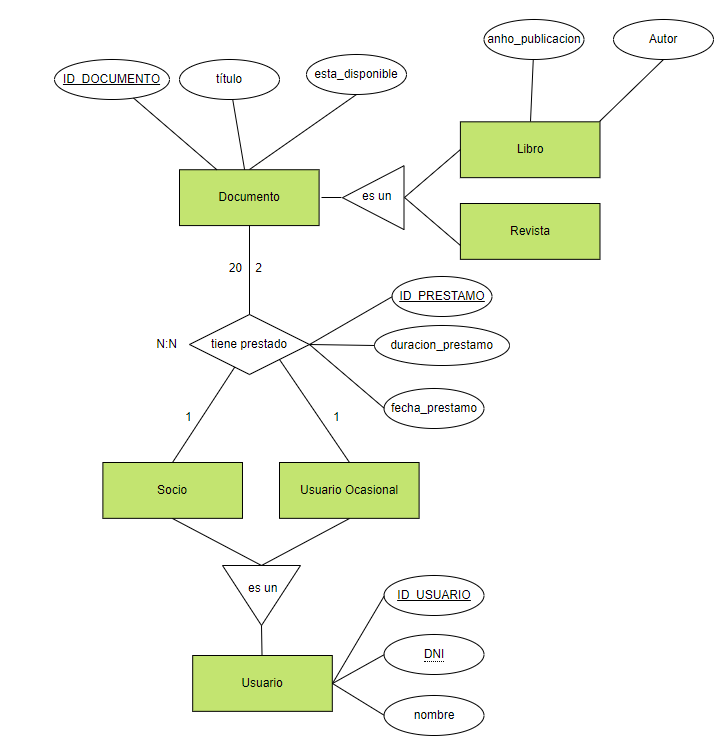 anho_publicacion
Autor
ID_DOCUMENTO
título
esta_disponible
Libro
Documento
es un
Revista
20
2
ID_PRESTAMO
N:N
tiene prestado
duracion_prestamo
fecha_prestamo
1
1
Socio
Usuario Ocasional
es un
ID_USUARIO
DNI
Usuario
nombre